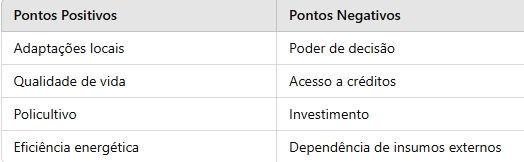 Pontos Positivos Pontos Negativos
Adaptações locais Poder de decisão
Qualidade de vida Acesso a créditos
Policultivo Investimento
Eficiência energética Dependência de insumos externos